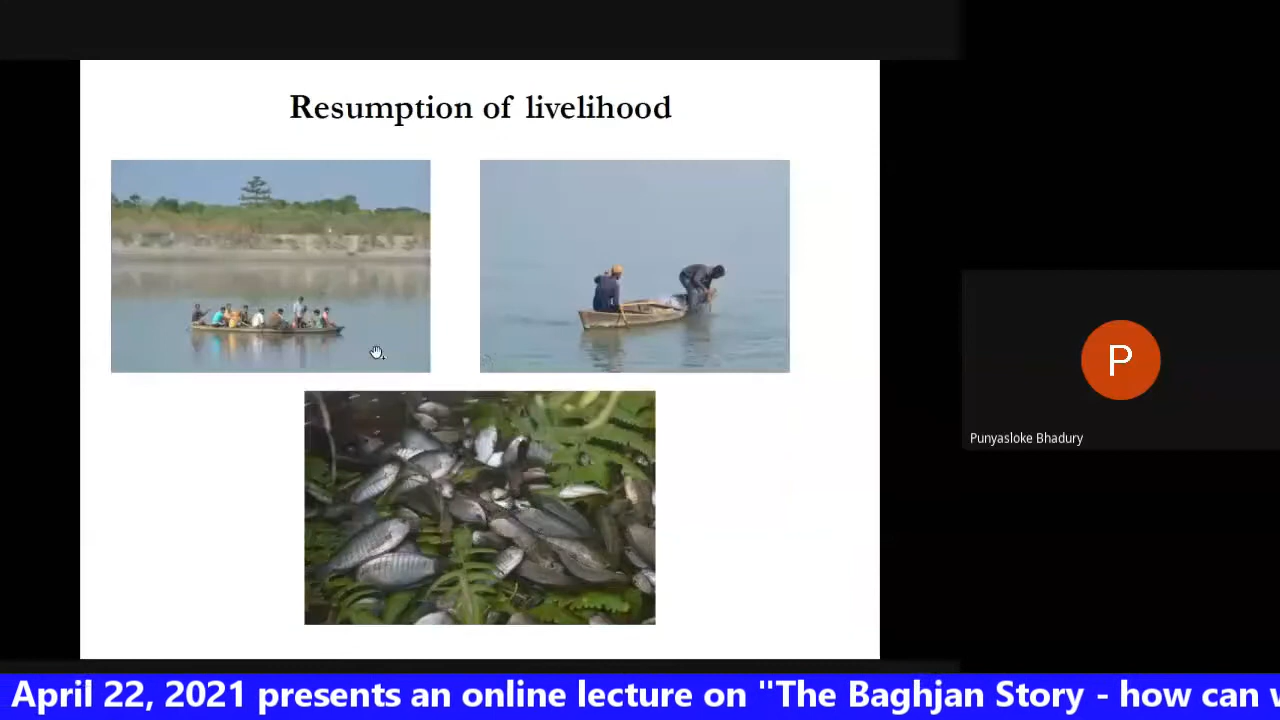 Resumption of livelihood
P
Punyasloke Bhadury
April 22, 2021 presents an online lecture on "The Baghjan Story - how can